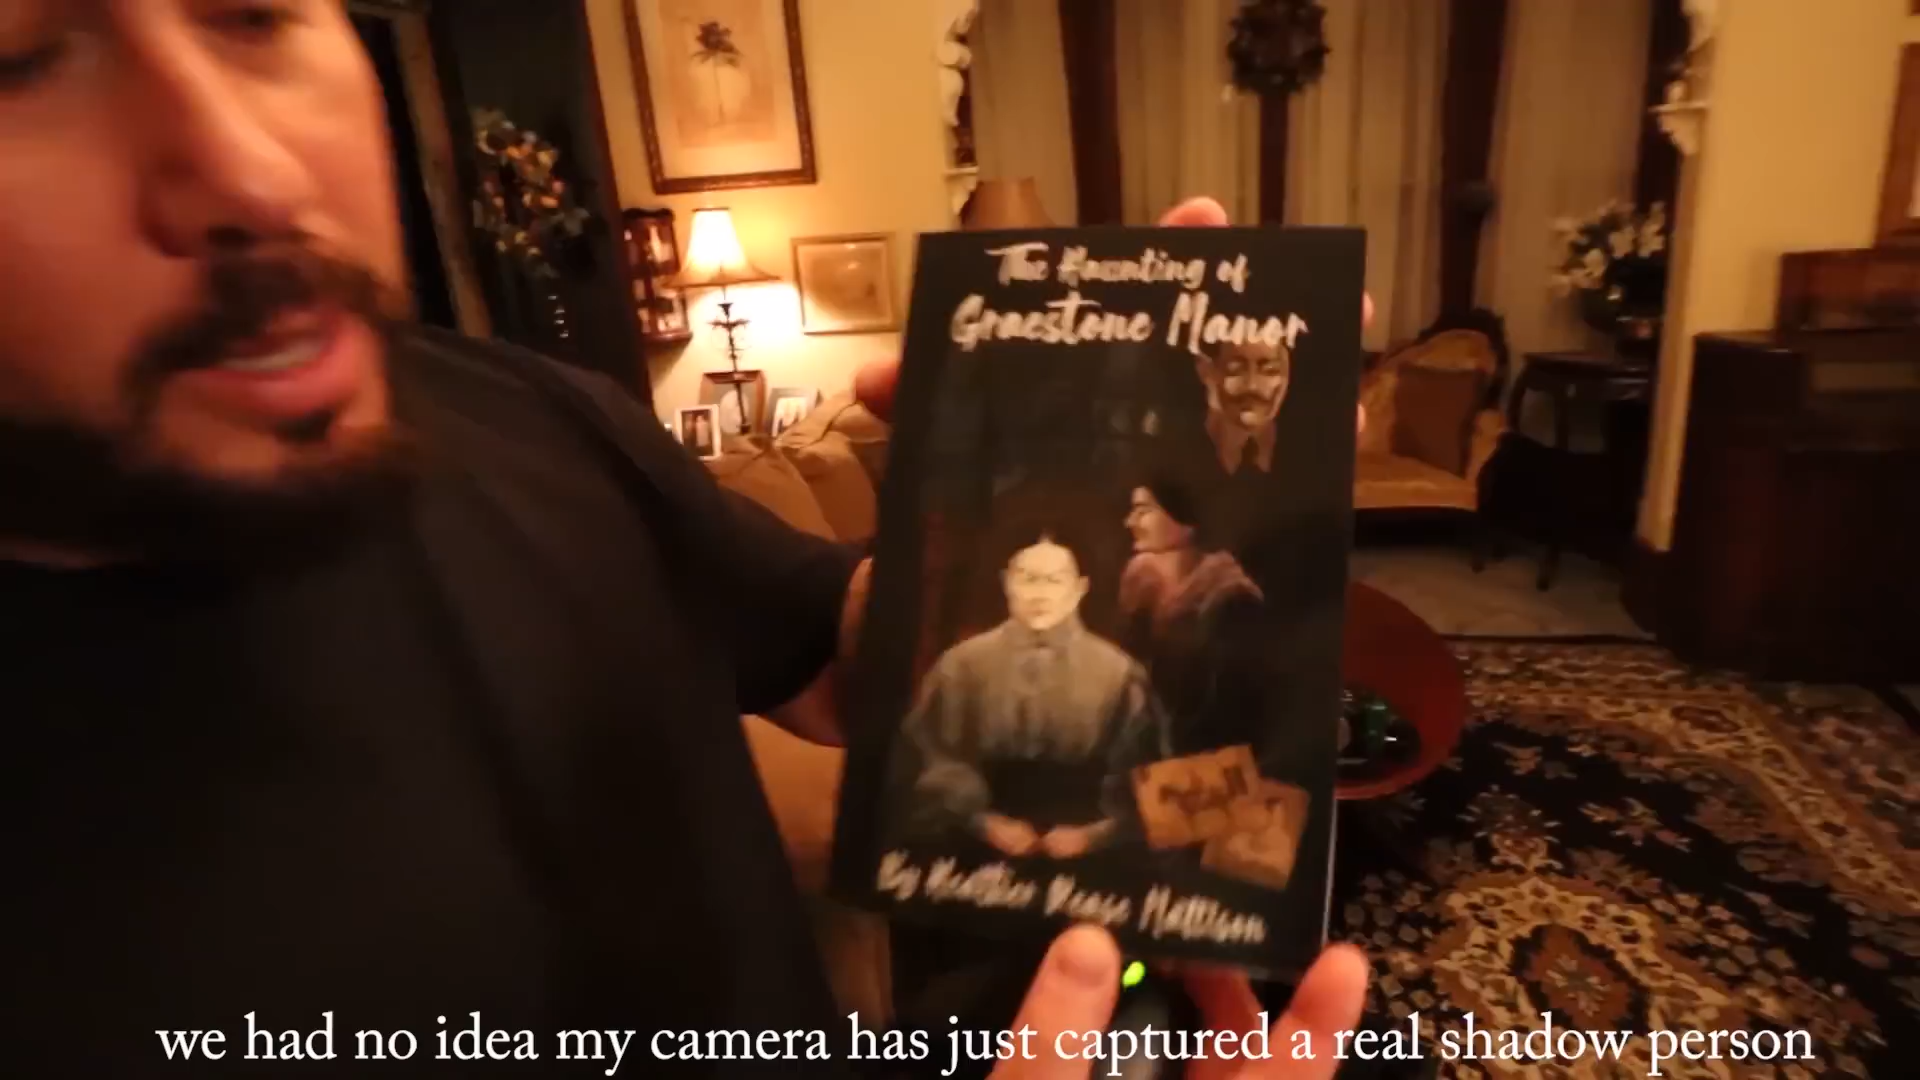 The Haunting of
Graestone Manor
By Heather Kease Mattison
we had no idea my camera has just captured a real shadow person